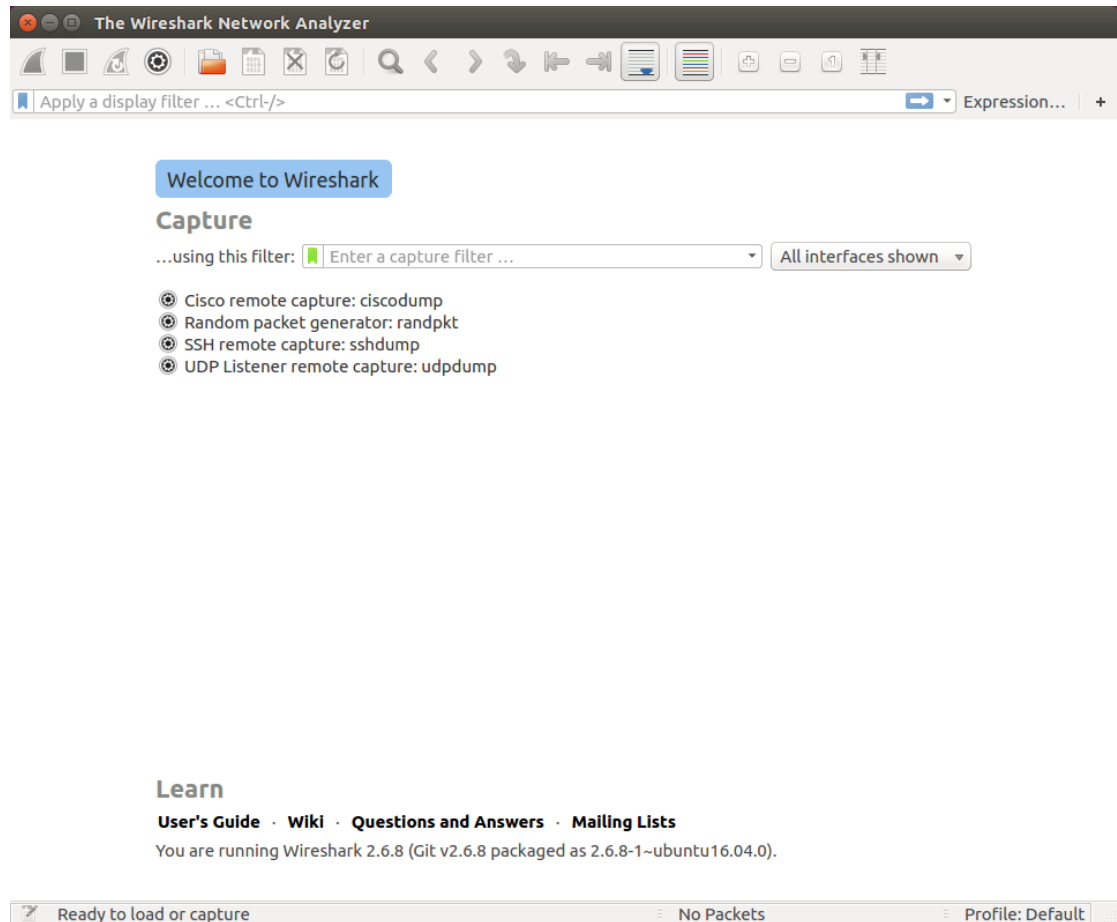 The Wireshark Network Analyzer
Apply a display filter … <Ctrl-/>
Expression… +
Welcome to Wireshark
Capture
…using this filter: Enter a capture filter … All interfaces shown
Cisco remote capture: ciscodump
Random packet generator: randpkt
SSH remote capture: sshdump
UDP Listener remote capture: udpdump
Learn
User's Guide · Wiki · Questions and Answers · Mailing Lists
You are running Wireshark 2.6.8 (Git v2.6.8 packaged as 2.6.8-1~ubuntu16.04.0).
Ready to load or capture No Packets Profile: Default